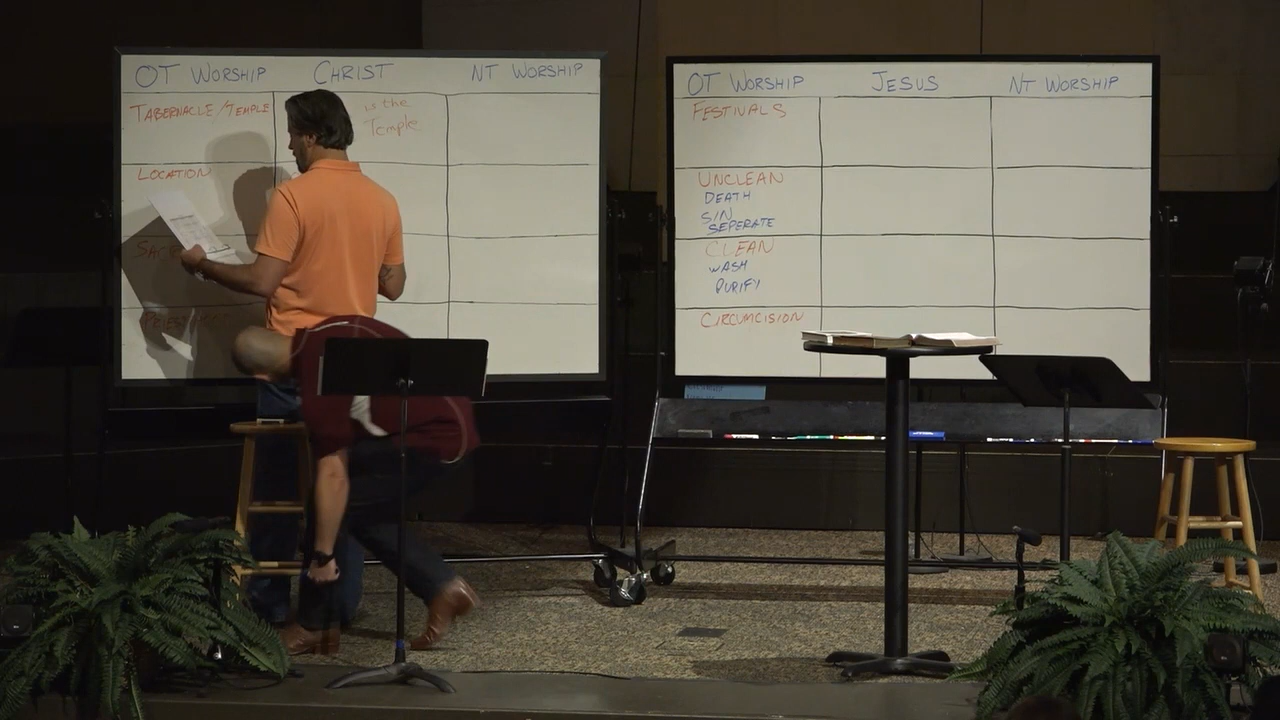 OT WORSHIP CHRIST NT WORSHIP
TABERNACLE/TEMPLE
is the
Temple
LOCATION
OT WORSHIP JESUS NT WORSHIP
FESTIVALS
UNCLEAN
DEATH
SIN
SEPERATE
CLEAN
WASH
PURIFY
CIRCUMCISION